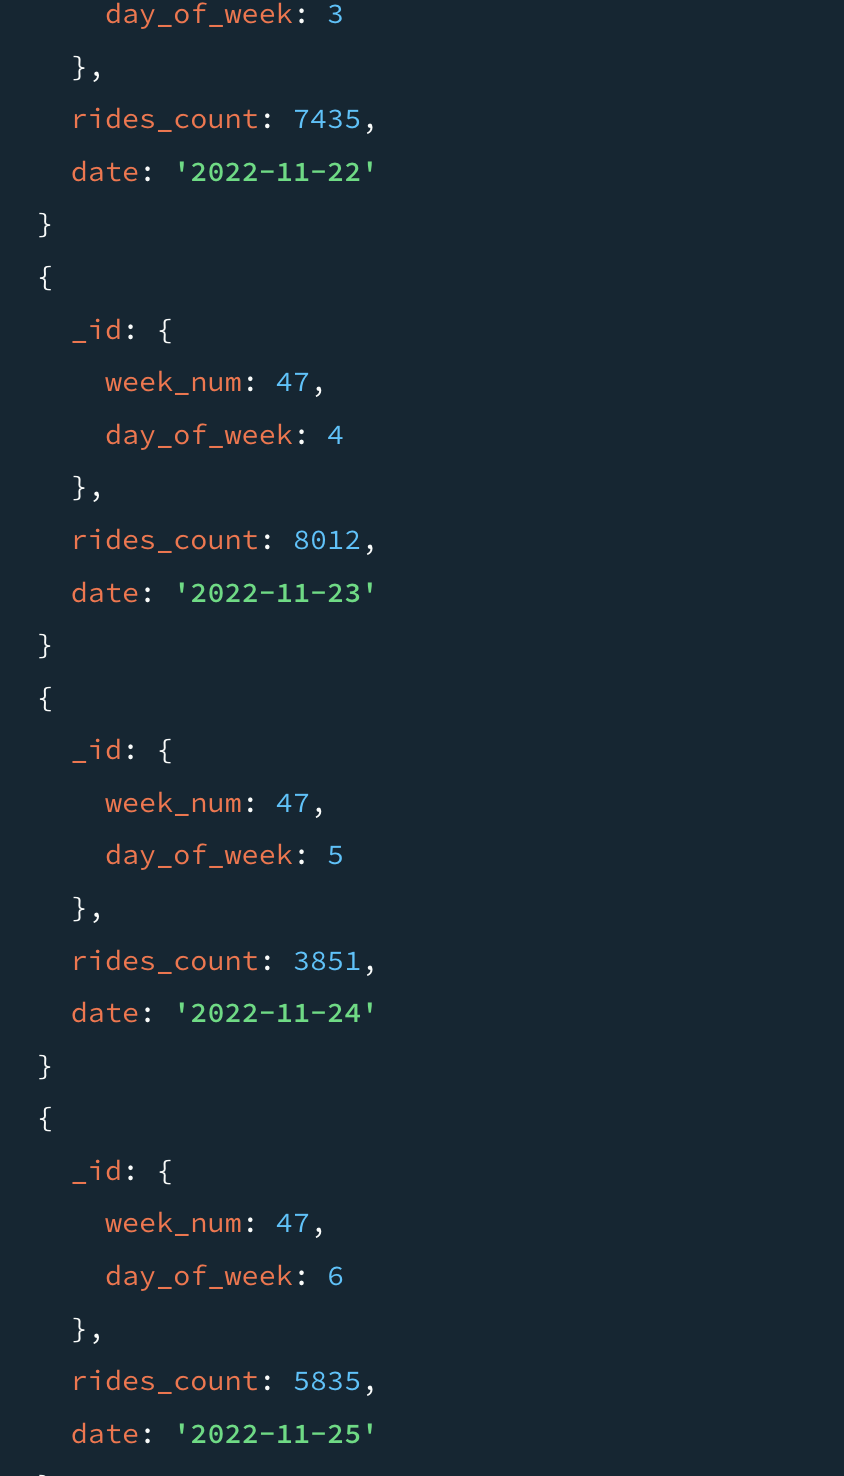 day_of_week: 3
},
rides_count: 7435,
date: '2022-11-22'
}
{
_id: {
week_num: 47,
day_of_week: 4
},
rides_count: 8012,
date: '2022-11-23'
}
{
_id: {
week_num: 47,
day_of_week: 5
},
rides_count: 3851,
date: '2022-11-24'
}
{
_id: {
week_num: 47,
day_of_week: 6
},
rides_count: 5835,
date: '2022-11-25'